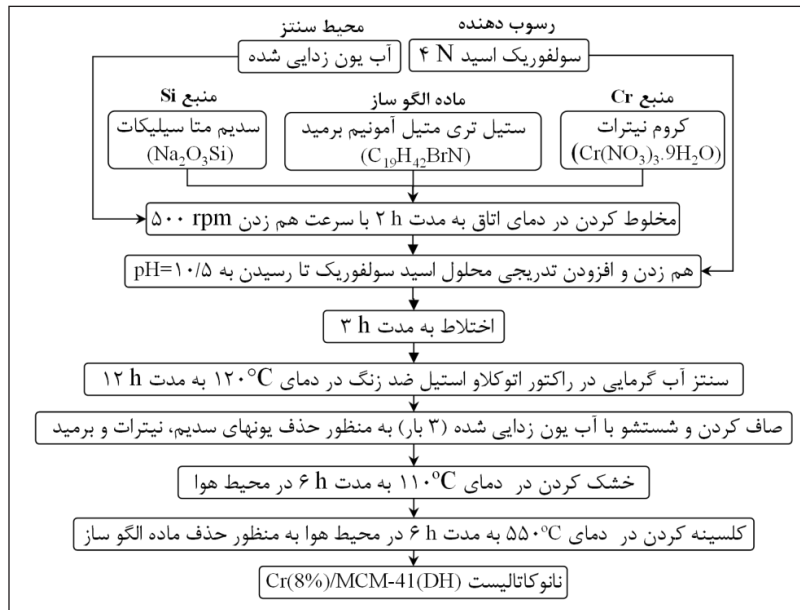 رسوب دهنده
سولفوریک اسید ۴ N
محیط سنتز
آب یون زدایی شده
منبع Cr
کروم نیترات
(Cr(NO₃)₃.9H₂O)
ماده الگو ساز
ستیل تری متیل آمونیم برمید
(C₁₉H₄₂BrN)
منبع Si
سدیم متا سیلیکات
(Na₂O₃Si)
مخلوط کردن در دمای اتاق به مدت ۲ h با سرعت هم زدن ۵۰۰ rpm
هم زدن و افزودن تدریجی محلول اسید سولفوریک تا رسیدن به pH=۱۰/۵
اختلاط به مدت ۳ h
سنتز آب گرمایی در راکتور اتوکلاو استیل ضد زنگ در دمای ۱۲۰°C به مدت ۱۲ h
صاف کردن و شستشو با آب یون زدایی شده (۳ بار) به منظور حذف یونهای سدیم، نیترات و برمید
خشک کردن در دمای ۱۱۰°C به مدت ۶ h در محیط هوا
کلسینه کردن در دمای ۵۵۰°C به مدت ۶ h در محیط هوا به منظور حذف ماده الگو ساز
نانوکاتالیست Cr(8%)/MCM-41(DH)